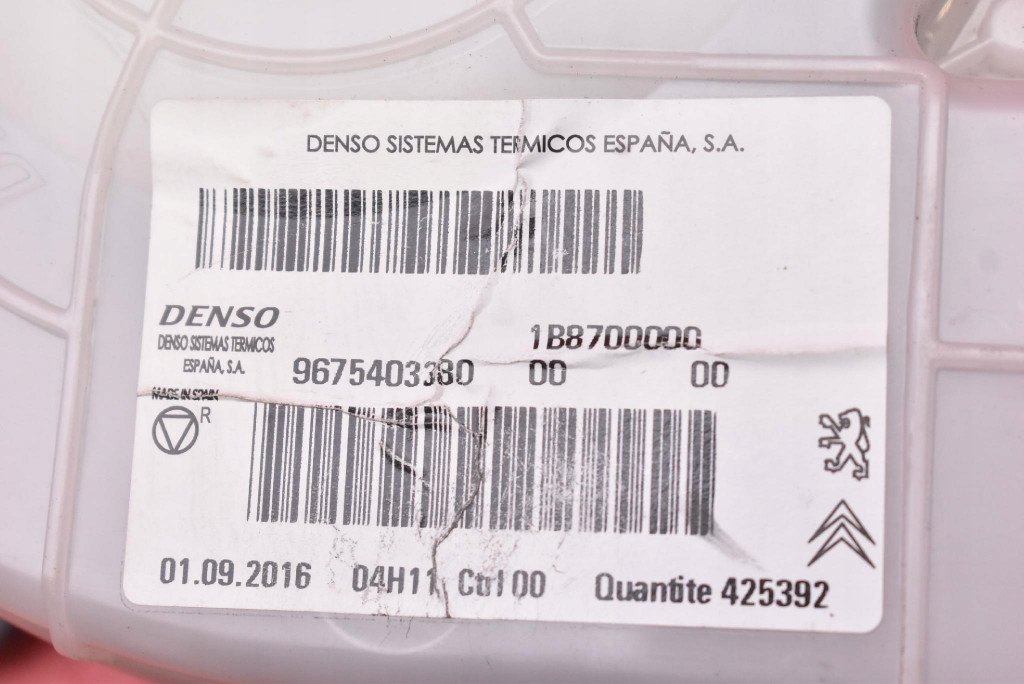 DENSO SISTEMAS TERMICOS ESPAÑA, S.A.
DENSO
DENSO SISTEMAS TERMICOS
ESPAÑA, S.A.
1B8700000
9675403380 00 00
MADE IN SPAIN
R
01.09.2016 04H11 Ctrl 00 Quantite 425392